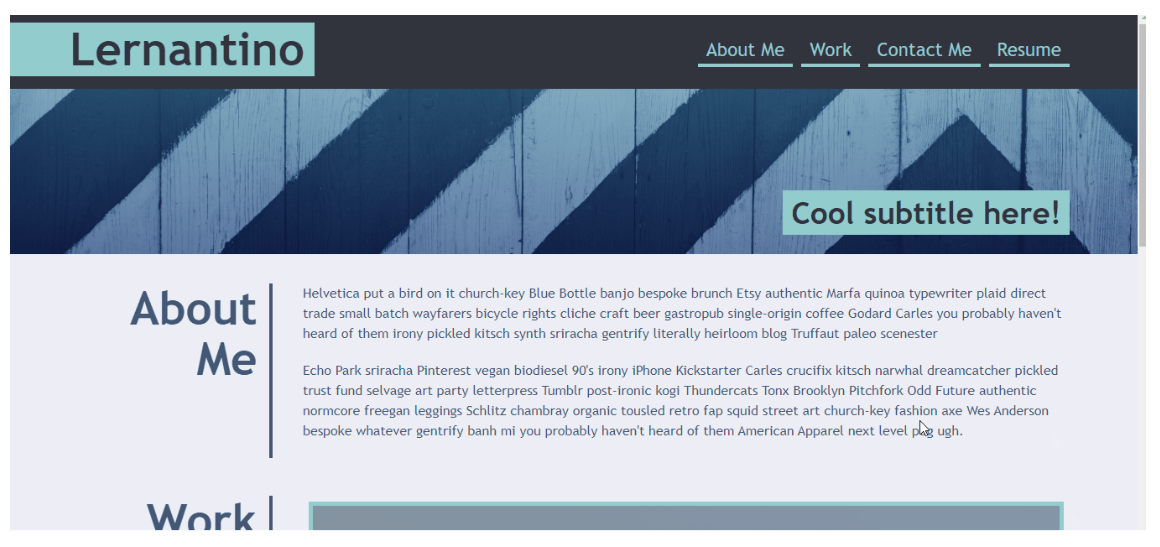 Lernantino
About Me Work Contact Me Resume
Cool subtitle here!
About
Me
Helvetica put a bird on it church-key Blue Bottle banjo bespoke brunch Etsy authentic Marfa quinoa typewriter plaid direct
trade small batch wayfarers bicycle rights cliche craft beer gastropub single-origin coffee Godard Carles you probably haven't
heard of them irony pickled kitsch synth sriracha gentrify literally heirloom blog Truffaut paleo scenester
Echo Park sriracha Pinterest vegan biodiesel 90's irony iPhone Kickstarter Carles crucifix kitsch narwhal dreamcatcher pickled
trust fund selvage art party letterpress Tumblr post-ironic kogi Thundercats Tonx Brooklyn Pitchfork Odd Future authentic
normcore freegan leggings Schlitz chambray organic tousled retro fap squid street art church-key fashion axe Wes Anderson
bespoke whatever gentrify banh mi you probably haven't heard of them American Apparel next level pug ugh.
Work